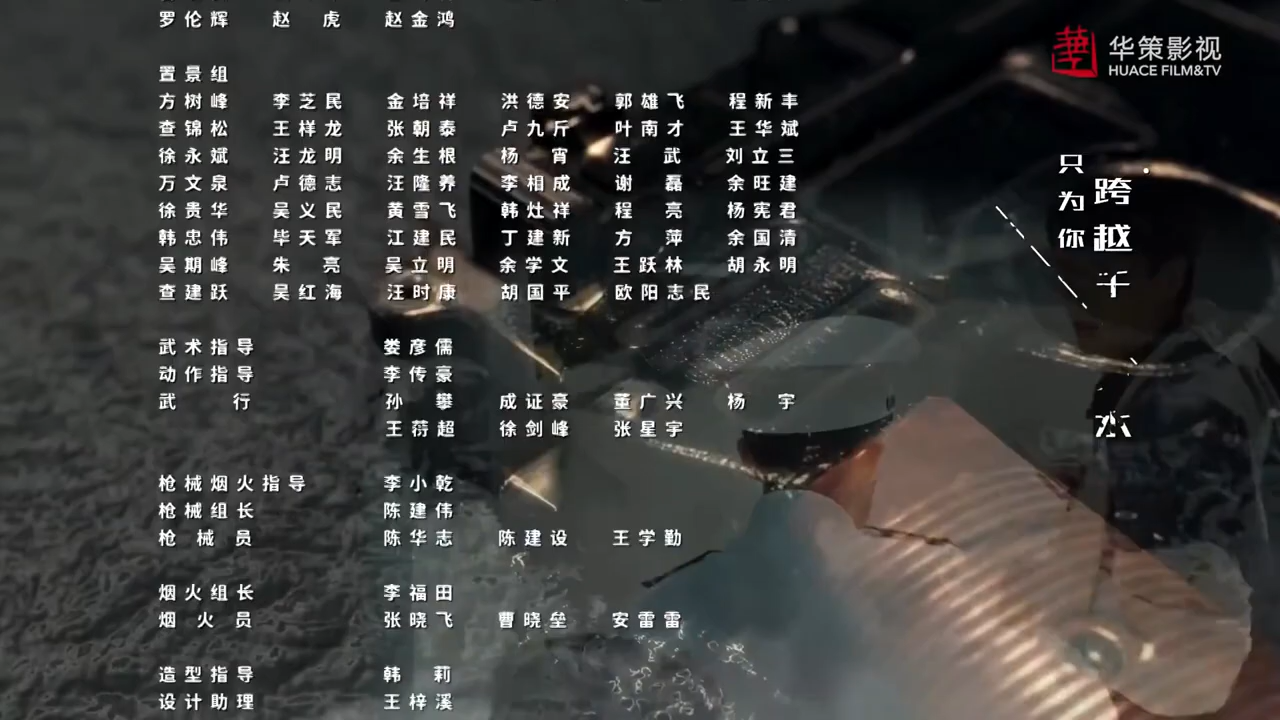 罗伦辉 赵虎 赵金鸿
置景组
方树峰 李芝民 金培祥 洪德安 郭雄飞 程新丰
查锦松 王样龙 张朝泰 卢九斤 叶南才 王华斌
徐永斌 汪龙明 余生根 杨宵 汪武 刘立三
万文泉 卢德志 汪隆养 李相成 谢磊 余旺建
徐贵华 吴义民 黄雪飞 韩灶祥 程亮 杨宪君
韩忠伟 毕天军 江建民 丁建新 方萍 余国清
吴期峰 朱亮 吴立明 余学文 王跃林 胡永明
查建跃 吴红海 汪时康 胡国平 欧阳志民
武术指导 娄彦儒
动作指导 李传豪
武行 孙攀 成证豪 董广兴 杨宇
王荇超 徐剑峰 张星宇
枪械烟火指导 李小乾
枪械组长 陈建伟
枪械员 陈华志 陈建设 王学勤
烟火组长 李福田
烟火员 张晓飞 曹晓垒 安雷雷
造型指导 韩莉
设计助理 王梓溪
華 华策影视
HUACE FILM&TV
只为你
跨越千